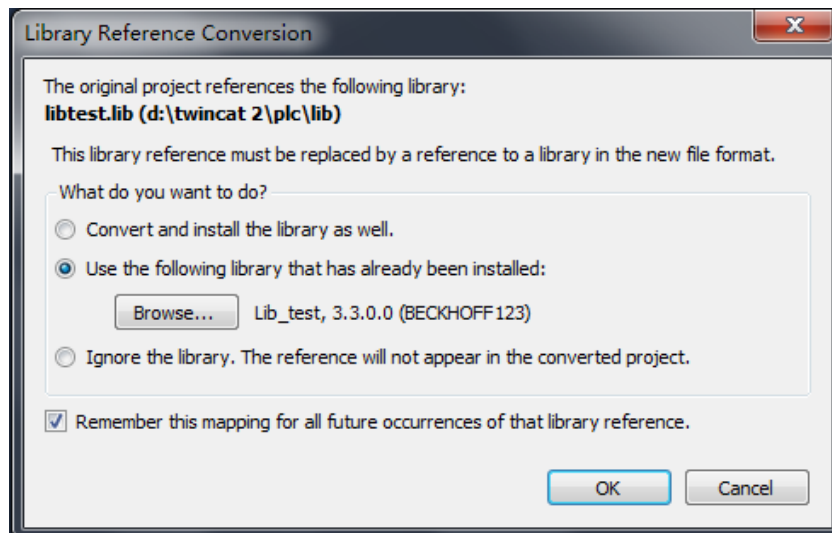 Library Reference Conversion
The original project references the following library:
libtest.lib (d:\twincat 2\plc\lib)
This library reference must be replaced by a reference to a library in the new file format.
What do you want to do?
Convert and install the library as well.
Use the following library that has already been installed:
Browse... Lib_test, 3.3.0.0 (BECKHOFF123)
Ignore the library. The reference will not appear in the converted project.
Remember this mapping for all future occurrences of that library reference.
OK Cancel